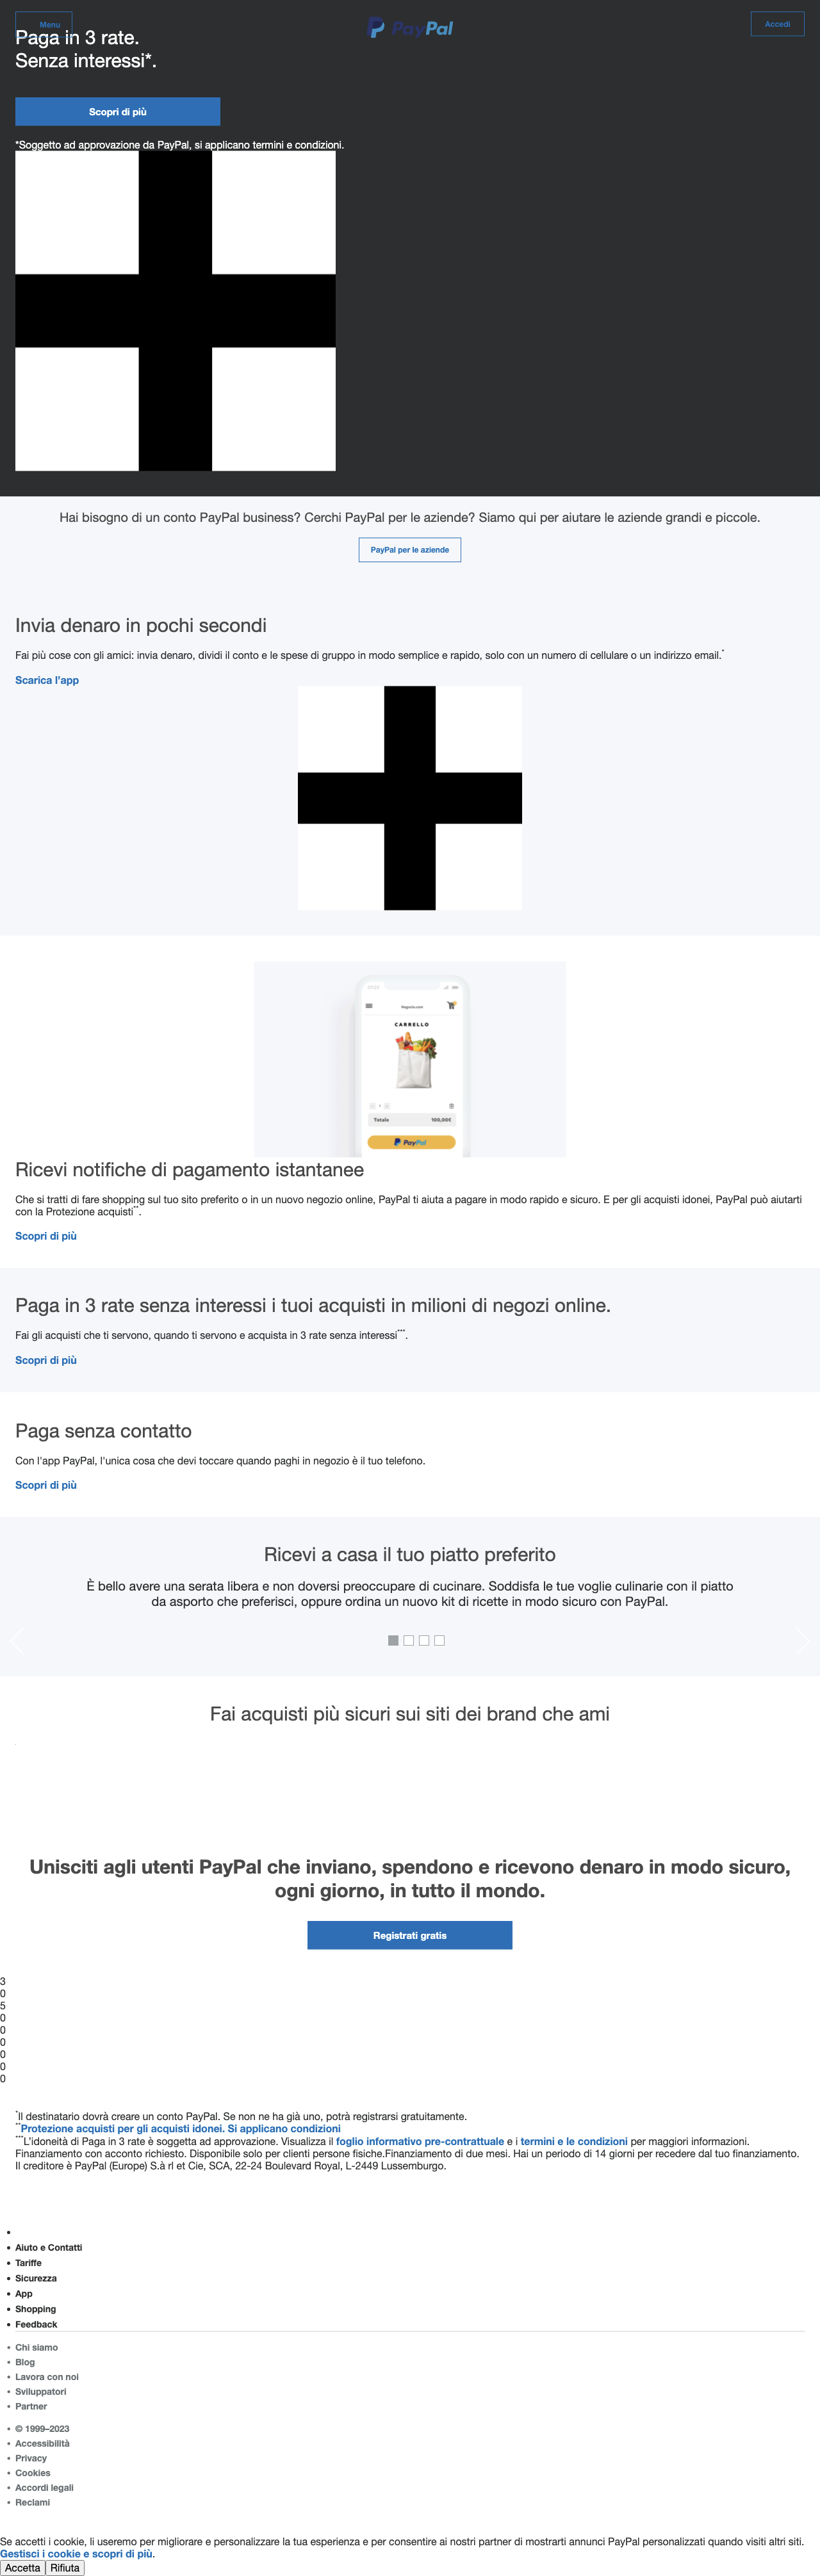 Menu
PayPal
Accedi
Paga in 3 rate.
Senza interessi*.
Scopri di più
*Soggetto ad approvazione da PayPal, si applicano termini e condizioni.
Hai bisogno di un conto PayPal business? Cerchi PayPal per le aziende? Siamo qui per aiutare le aziende grandi e piccole.
PayPal per le aziende
Invia denaro in pochi secondi
Fai più cose con gli amici: invia denaro, dividi il conto e le spese di gruppo in modo semplice e rapido, solo con un numero di cellulare o un indirizzo email.*
Scarica l'app
Negozio.com
CARRELLO
Totale 100,00€
PayPal
Ricevi notifiche di pagamento istantanee
Che si tratti di fare shopping sul tuo sito preferito o in un nuovo negozio online, PayPal ti aiuta a pagare in modo rapido e sicuro. E per gli acquisti idonei, PayPal può aiutarti
con la Protezione acquisti**.
Scopri di più
Paga in 3 rate senza interessi i tuoi acquisti in milioni di negozi online.
Fai gli acquisti che ti servono, quando ti servono e acquista in 3 rate senza interessi***.
Scopri di più
Paga senza contatto
Con l'app PayPal, l'unica cosa che devi toccare quando paghi in negozio è il tuo telefono.
Scopri di più
Ricevi a casa il tuo piatto preferito
È bello avere una serata libera e non doversi preoccupare di cucinare. Soddisfa le tue voglie culinarie con il piatto
da asporto che preferisci, oppure ordina un nuovo kit di ricette in modo sicuro con PayPal.
Fai acquisti più sicuri sui siti dei brand che ami
Unisciti agli utenti PayPal che inviano, spendono e ricevono denaro in modo sicuro,
ogni giorno, in tutto il mondo.
Registrati gratis
3
0
5
0
0
0
0
0
0
*Il destinatario dovrà creare un conto PayPal. Se non ne ha già uno, potrà registrarsi gratuitamente.
**Protezione acquisti per gli acquisti idonei. Si applicano condizioni
***L'idoneità di Paga in 3 rate è soggetta ad approvazione. Visualizza il foglio informativo pre-contrattuale e i termini e le condizioni per maggiori informazioni.
Finanziamento con acconto richiesto. Disponibile solo per clienti persone fisiche.Finanziamento di due mesi. Hai un periodo di 14 giorni per recedere dal tuo finanziamento.
Il creditore è PayPal (Europe) S.à rl et Cie, SCA, 22-24 Boulevard Royal, L-2449 Lussemburgo.
Aiuto e Contatti
Tariffe
Sicurezza
App
Shopping
Feedback
Chi siamo
Blog
Lavora con noi
Sviluppatori
Partner
© 1999–2023
Accessibilità
Privacy
Cookies
Accordi legali
Reclami
Se accetti i cookie, li useremo per migliorare e personalizzare la tua esperienza e per consentire ai nostri partner di mostrarti annunci PayPal personalizzati quando visiti altri siti.
Gestisci i cookie e scopri di più.
Accetta Rifiuta